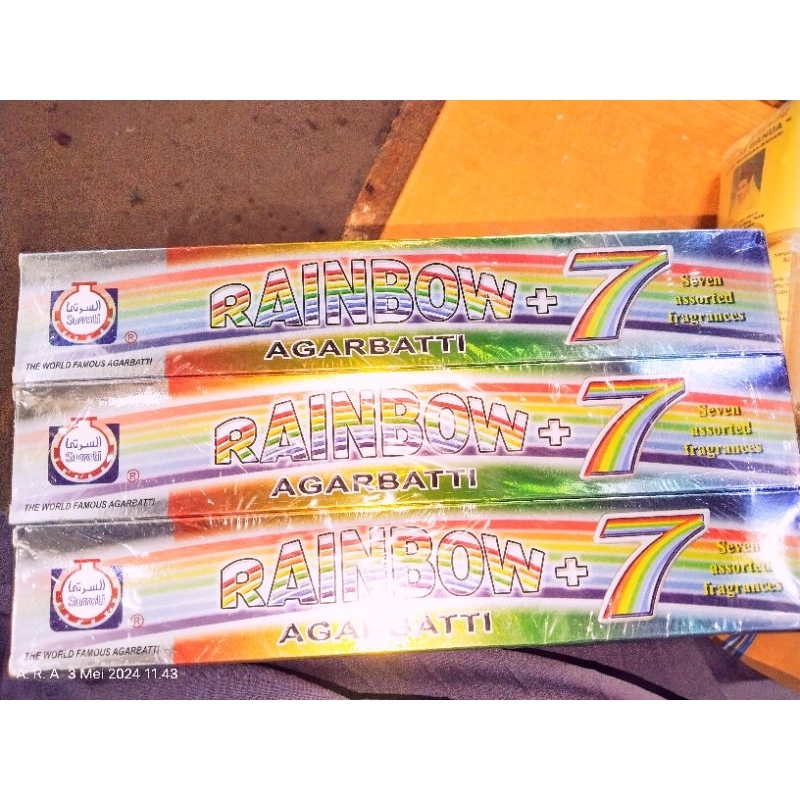 السرتي
Surrati
®
RAINBOW + 7
Seven
assorted
fragrances
AGARBATTI
THE WORLD FAMOUS AGARBATTI
السرتي
Surrati
®
RAINBOW + 7
Seven
assorted
fragrances
AGARBATTI
THE WORLD FAMOUS AGARBATTI
السرتي
Surrati
®
RAINBOW + 7
Seven
assorted
fragrances
AGARBATTI
THE WORLD FAMOUS AGARBATTI
A. R. A 3 Mei 2024 11.43